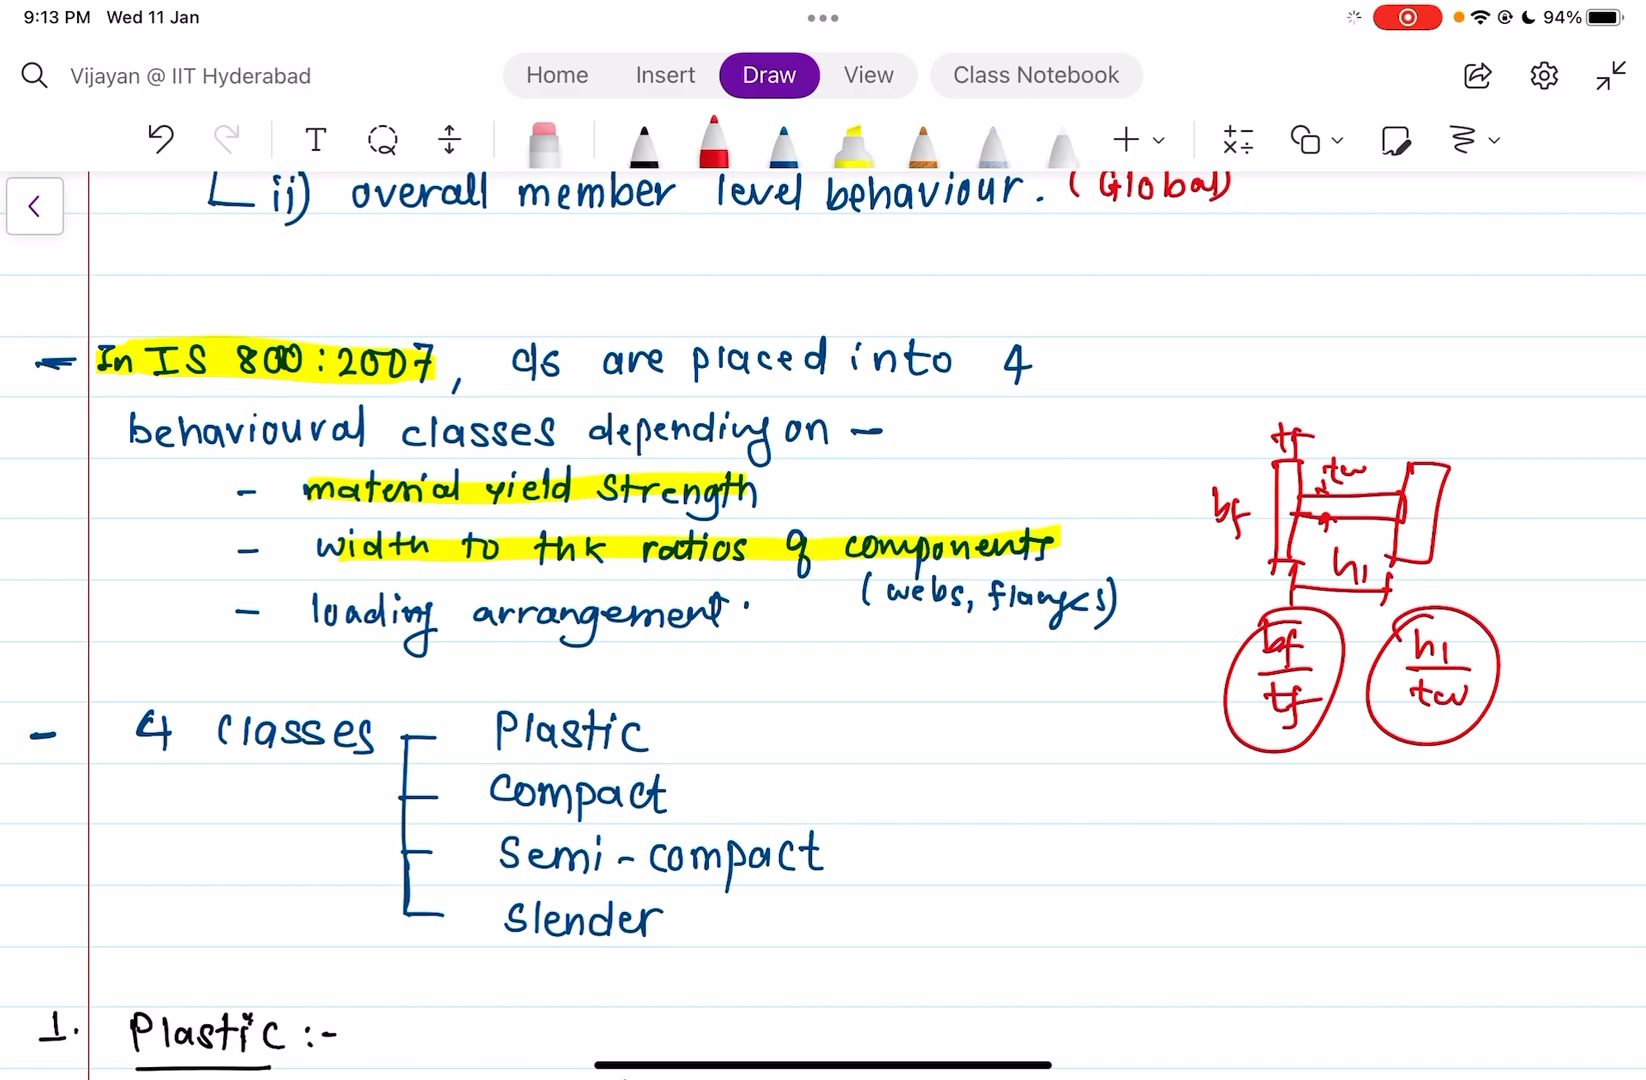 9:13 PM Wed 11 Jan
94%
Vijayan @ IIT Hyderabad
Home Insert Draw View Class Notebook
ii) overall member level behaviour. (Global)
- In IS 800:2007, c/s are placed into 4
behavioural classes depending on -
- material yield strength
- width to thk ratios of components
(webs, flanges)
- loading arrangement.
tf
tw
bf
h1
bf/tf
h1/tw
- 4 classes
Plastic
Compact
Semi-compact
Slender
1. Plastic :-